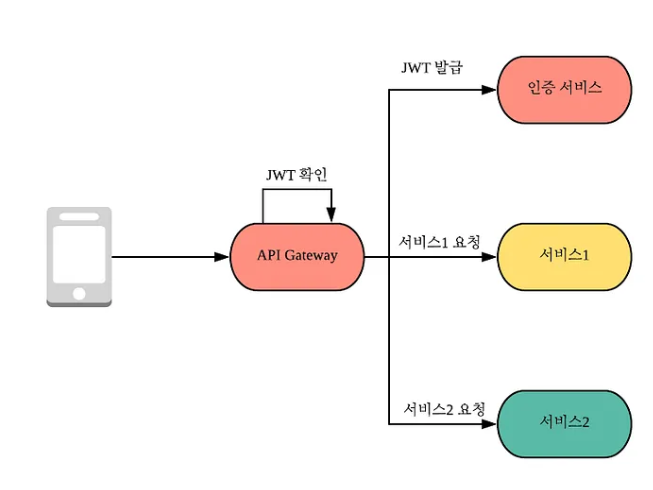 JWT 발급
인증 서비스
JWT 확인
API Gateway
서비스1 요청
서비스1
서비스2 요청
서비스2